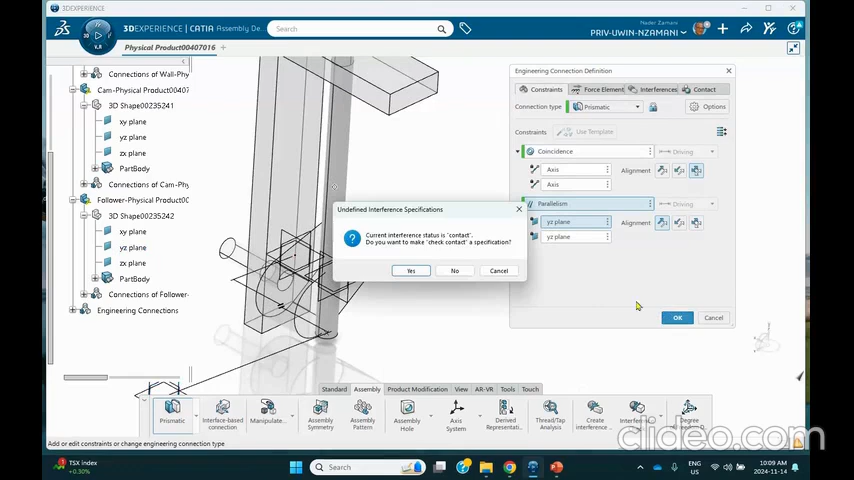 3DEXPERIENCE
3DEXPERIENCE | CATIA Assembly De...
Search
Nader Zamani
PRIV-UWIN-NZAMANI
V.R
Physical Product00407016
Connections of Wall-Phy
Cam-Physical Product0040
3D Shape00235241
xy plane
yz plane
zx plane
PartBody
Connections of Cam-Phy
Follower-Physical Product
3D Shape00235242
xy plane
yz plane
zx plane
PartBody
Connections of Follower-
Engineering Connections
Engineering Connection Definition
Constraints
Force Element
Interferences
Contact
Connection type
Prismatic
Options
Constraints
Use Template
Coincidence
Driving
Axis
Alignment
Axis
Parallelism
Driving
yz plane
Alignment
yz plane
OK
Cancel
Undefined Interference Specifications
Current interference status is "contact".
Do you want to make "check contact" a specification?
Yes
No
Cancel
Standard
Assembly
Product Modification
View
AR-VR
Tools
Touch
Prismatic
Interface-based
connection
Manipulate...
Assembly
Symmetry
Assembly
Pattern
Assembly
Hole
Axis
System
Derived
Representati...
Thread/Tap
Analysis
Create
interference ...
Degree
Add or edit constraints or change engineering connection type
clideo.com
TSX index
+0.30%
Search
ENG
US
10:09 AM
2024-11-14